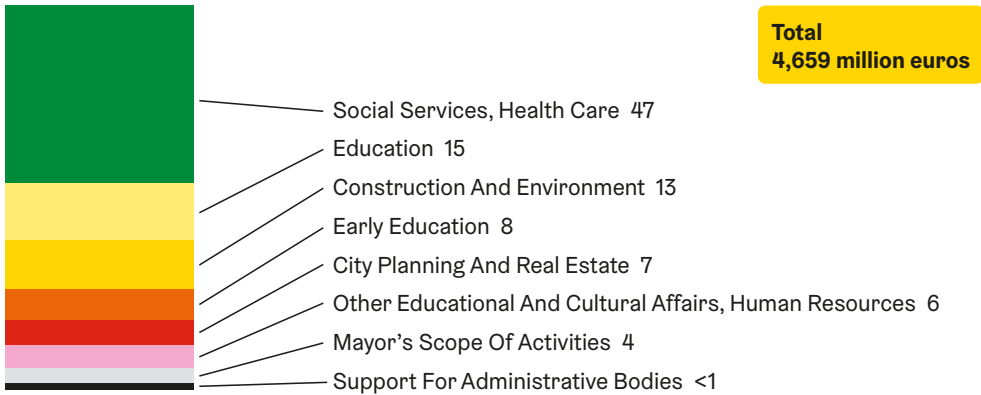 Total
4,659 million euros
Social Services, Health Care 47
Education 15
Construction And Environment 13
Early Education 8
City Planning And Real Estate 7
Other Educational And Cultural Affairs, Human Resources 6
Mayor's Scope Of Activities 4
Support For Administrative Bodies <1